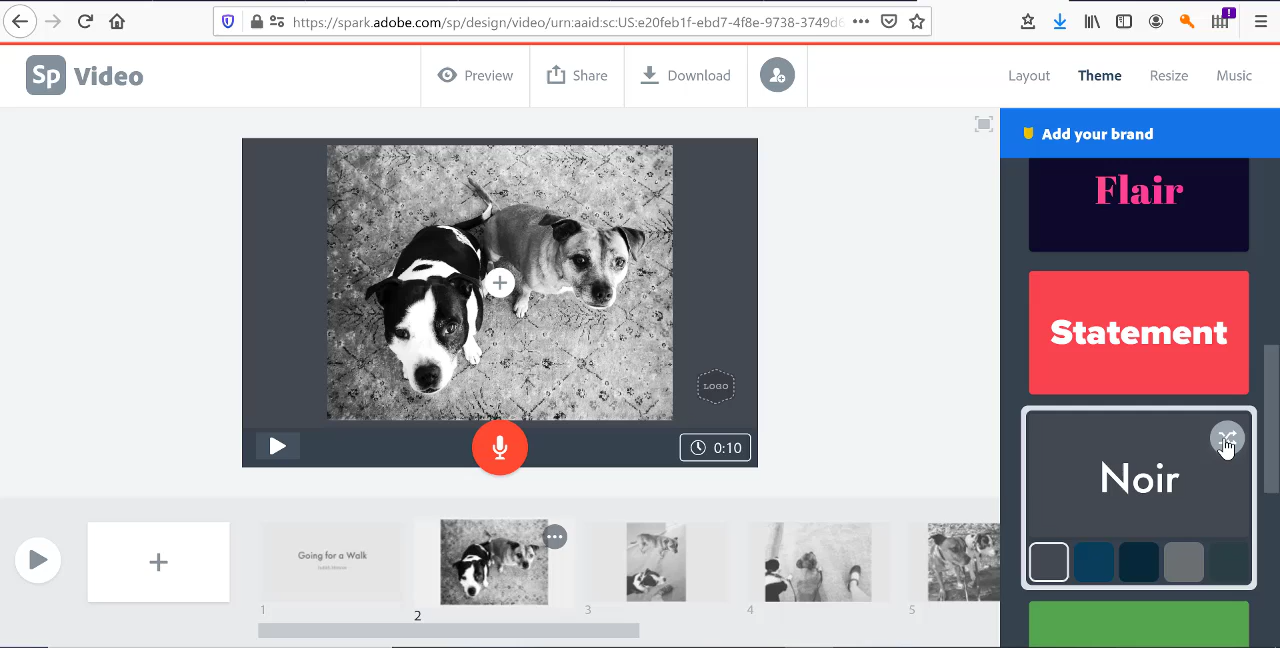 https://spark.adobe.com/sp/design/video/urn:aaid:sc:US:e20feb1f-ebd7-4f8e-9738-3749d
Sp Video
Preview
Share
Download
Layout
Theme
Resize
Music
Add your brand
Flair
Statement
Noir
LOGO
0:10
Going for a Walk
1
2
3
4
5